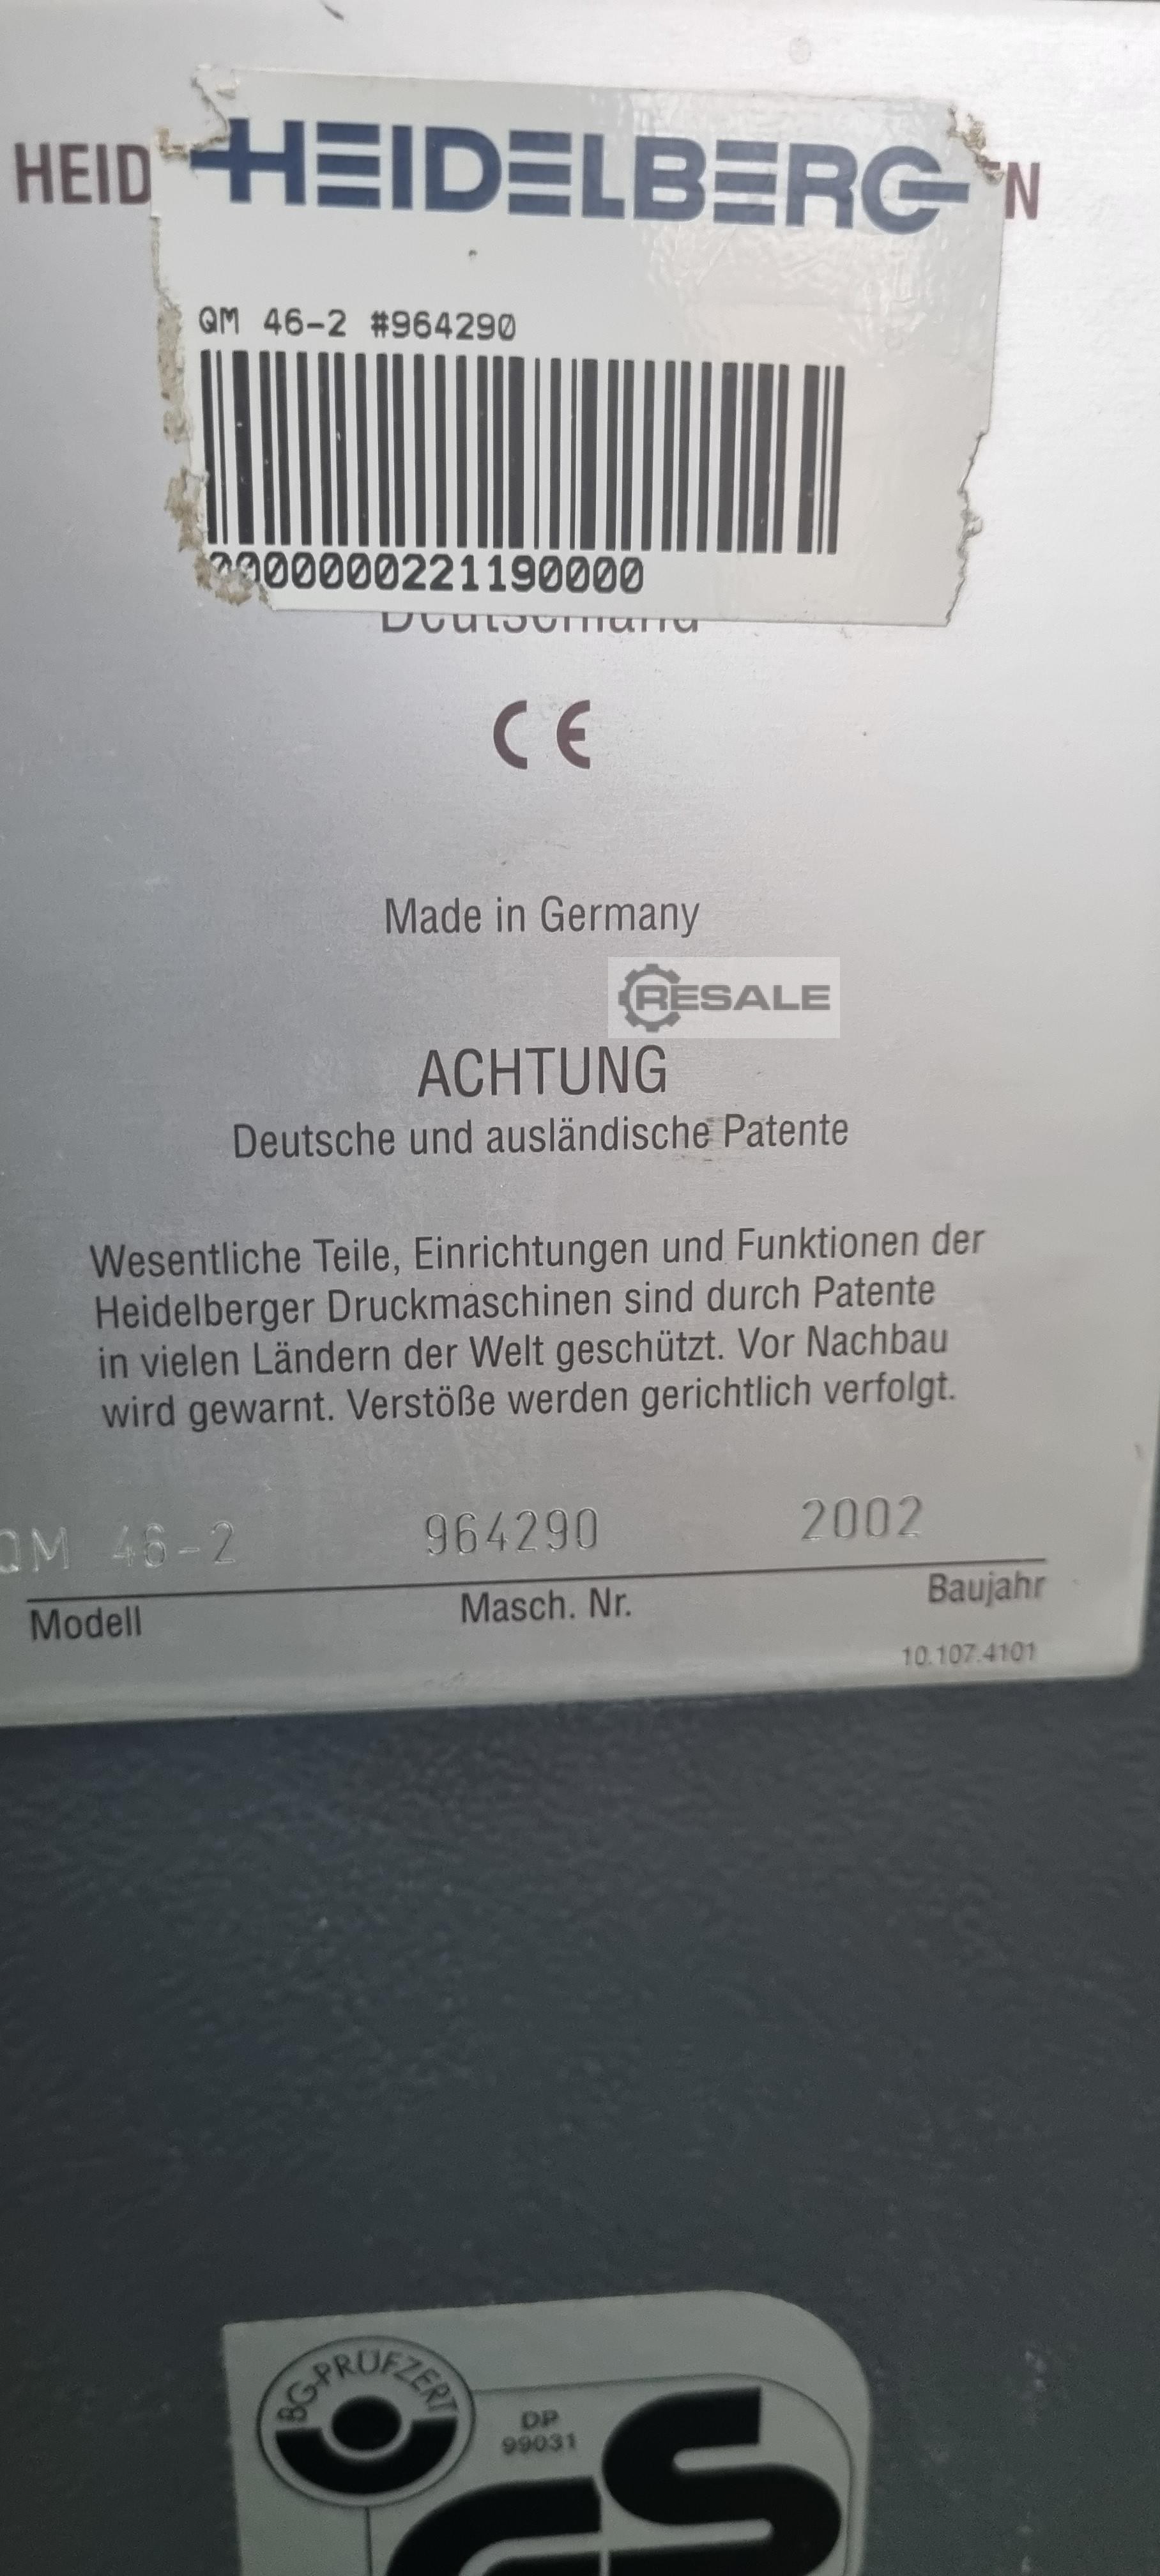 HEID
HEIDELBERG
N
QM 46-2 #964290
000000221190000
Deutschland
CE
Made in Germany
RESALE
ACHTUNG
Deutsche und ausländische Patente
Wesentliche Teile, Einrichtungen und Funktionen der
Heidelberger Druckmaschinen sind durch Patente
in vielen Ländern der Welt geschützt. Vor Nachbau
wird gewarnt. Verstöße werden gerichtlich verfolgt.
QM 46-2 964290 2002
Modell Masch. Nr. Baujahr
10.107.4101
BG-PRÜFZERT
DP
99031
GS